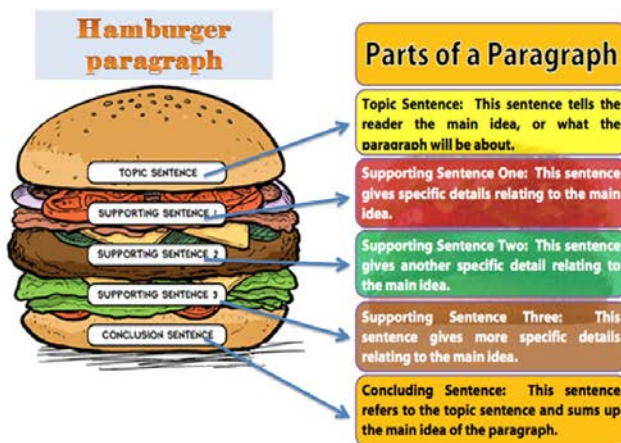 Hamburger
paragraph
TOPIC SENTENCE
SUPPORTING SENTENCE 1
SUPPORTING SENTENCE 2
SUPPORTING SENTENCE 3
CONCLUSION SENTENCE
Parts of a Paragraph
Topic Sentence: This sentence tells the
reader the main idea, or what the
paragraph will be about.
Supporting Sentence One: This sentence
gives specific details relating to the main
idea.
Supporting Sentence Two: This sentence
gives another specific detail relating to
the main idea.
Supporting Sentence Three: This
sentence gives more specific details
relating to the main idea.
Concluding Sentence: This sentence
refers to the topic sentence and sums up
the main idea of the paragraph.